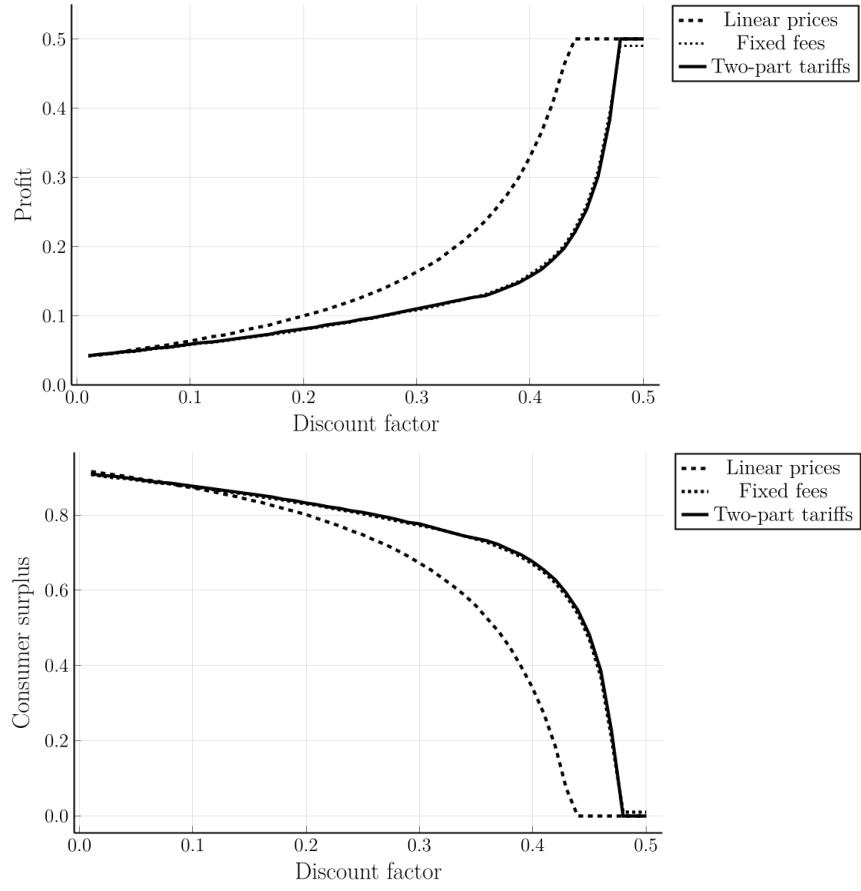 Linear prices
Fixed fees
Two-part tariffs
Profit
0.5
0.4
0.3
0.2
0.1
0.0
0.0 0.1 0.2 0.3 0.4 0.5
Discount factor
Linear prices
Fixed fees
Two-part tariffs
Consumer surplus
0.8
0.6
0.4
0.2
0.0
0.0 0.1 0.2 0.3 0.4 0.5
Discount factor